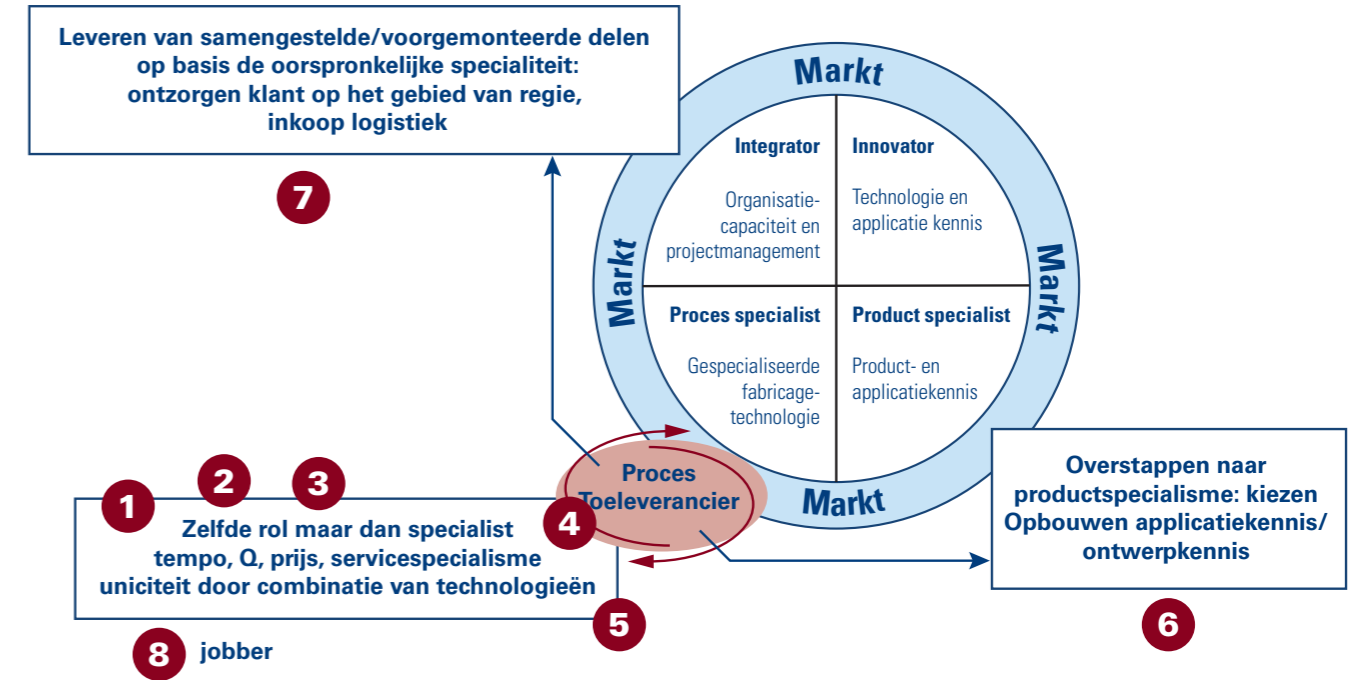 Leveren van samengestelde/voorgemonteerde delen
op basis de oorspronkelijke specialiteit:
ontzorgen klant op het gebied van regie,
inkoop logistiek
7
Markt
Markt
Markt
Markt
Integrator
Organisatie-
capaciteit en
projectmanagement
Innovator
Technologie en
applicatie kennis
Proces specialist
Gespecialiseerde
fabricage-
technologie
Product specialist
Product- en
applicatiekennis
Proces
Toeleverancier
1
2
3
4
Zelfde rol maar dan specialist
tempo, Q, prijs, servicespecialisme
uniciteit door combinatie van technologieën
5
8
jobber
Overstappen naar
productspecialisme: kiezen
Opbouwen applicatiekennis/
ontwerpkennis
6